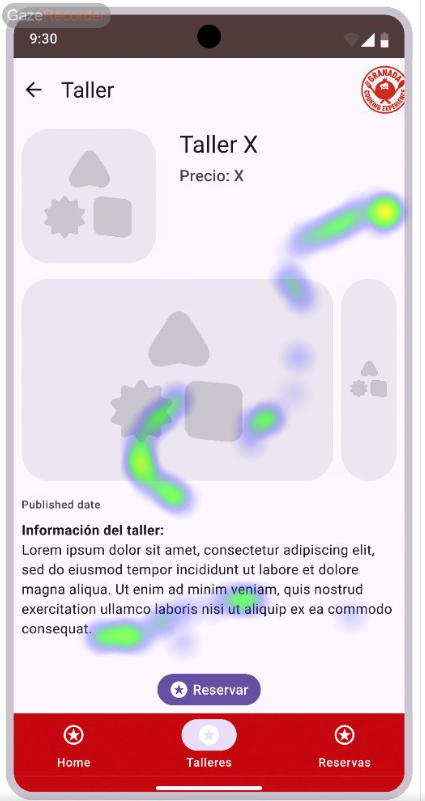 GazeRecorder
9:30
Taller
GRANADA
COOKING EXPERIENCE
Taller X
Precio: X
Published date
Información del taller:
Lorem ipsum dolor sit amet, consectetur adipiscing elit,
sed do eiusmod tempor incididunt ut labore et dolore
magna aliqua. Ut enim ad minim veniam, quis nostrud
exercitation ullamco laboris nisi ut aliquip ex ea commodo
consequat.
Reservar
Home
Talleres
Reservas